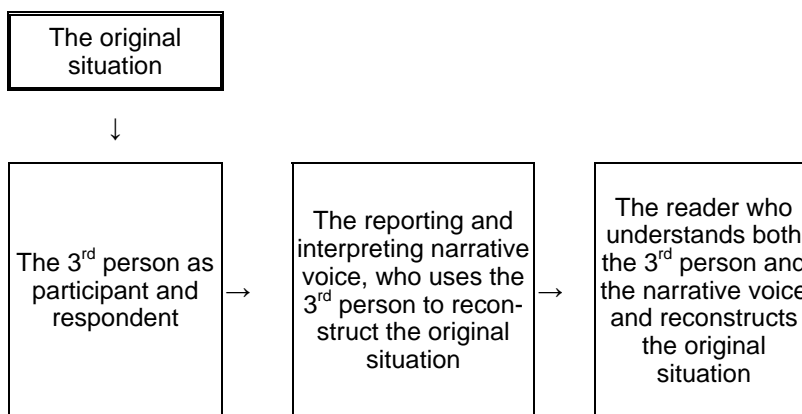 The original
situation
↓
The 3rd person as
participant and
respondent
→
The reporting and
interpreting narrative
voice, who uses the
3rd person to recon-
struct the original
situation
→
The reader who
understands both
the 3rd person and
the narrative voice
and reconstructs
the original
situation